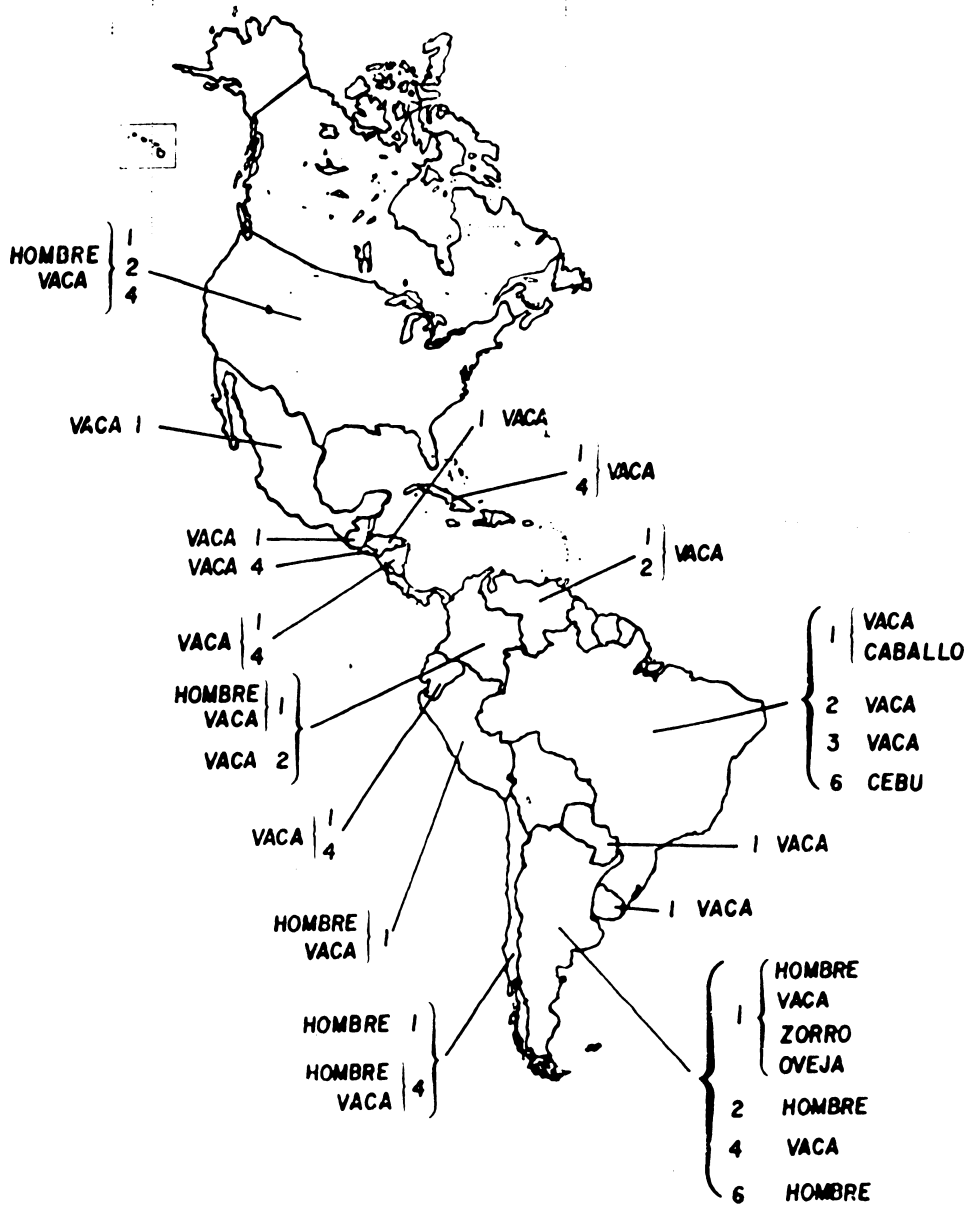 HOMBRE 1
VACA 2
4
VACA 1
1 VACA
1
4 VACA
VACA 1
VACA 4
1
2 VACA
VACA 1
4
1 VACA
CABALLO
2 VACA
3 VACA
6 CEBU
HOMBRE
VACA 1
VACA 2
VACA 1
4
1 VACA
1 VACA
HOMBRE
VACA 1
HOMBRE 1
HOMBRE
VACA 4
1 HOMBRE
VACA
ZORRO
OVEJA
2 HOMBRE
4 VACA
6 HOMBRE